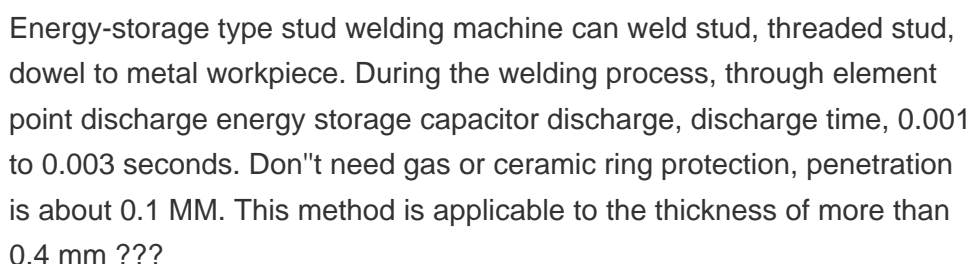 Energy-storage type stud welding machine can weld stud, threaded stud,
dowel to metal workpiece. During the welding process, through element
point discharge energy storage capacitor discharge, discharge time, 0.001
to 0.003 seconds. Don"t need gas or ceramic ring protection, penetration
is about 0.1 MM. This method is applicable to the thickness of more than
0.4 mm ???